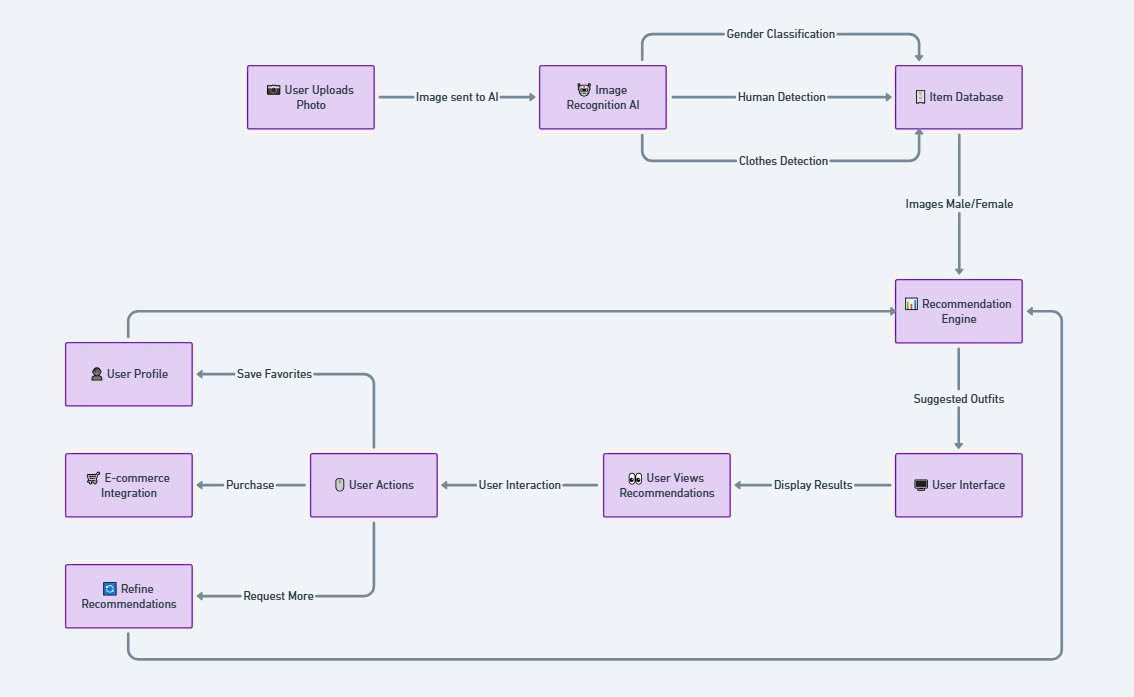 Gender Classification
User Uploads
Photo
Image sent to AI
Image
Recognition AI
Human Detection
Item Database
Clothes Detection
Images Male/Female
Recommendation
Engine
User Profile
Save Favorites
Suggested Outfits
E-commerce
Integration
Purchase
User Actions
User Interaction
User Views
Recommendations
Display Results
User Interface
Refine
Recommendations
Request More